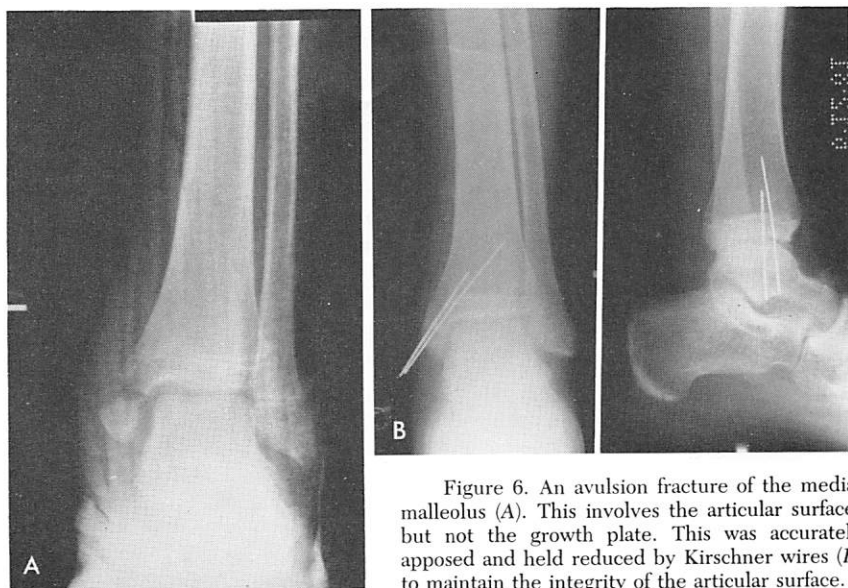 A
B
Figure 6. An avulsion fracture of the media
malleolus (A). This involves the articular surface
but not the growth plate. This was accuratel
apposed and held reduced by Kirschner wires (B
to maintain the integrity of the articular surface.